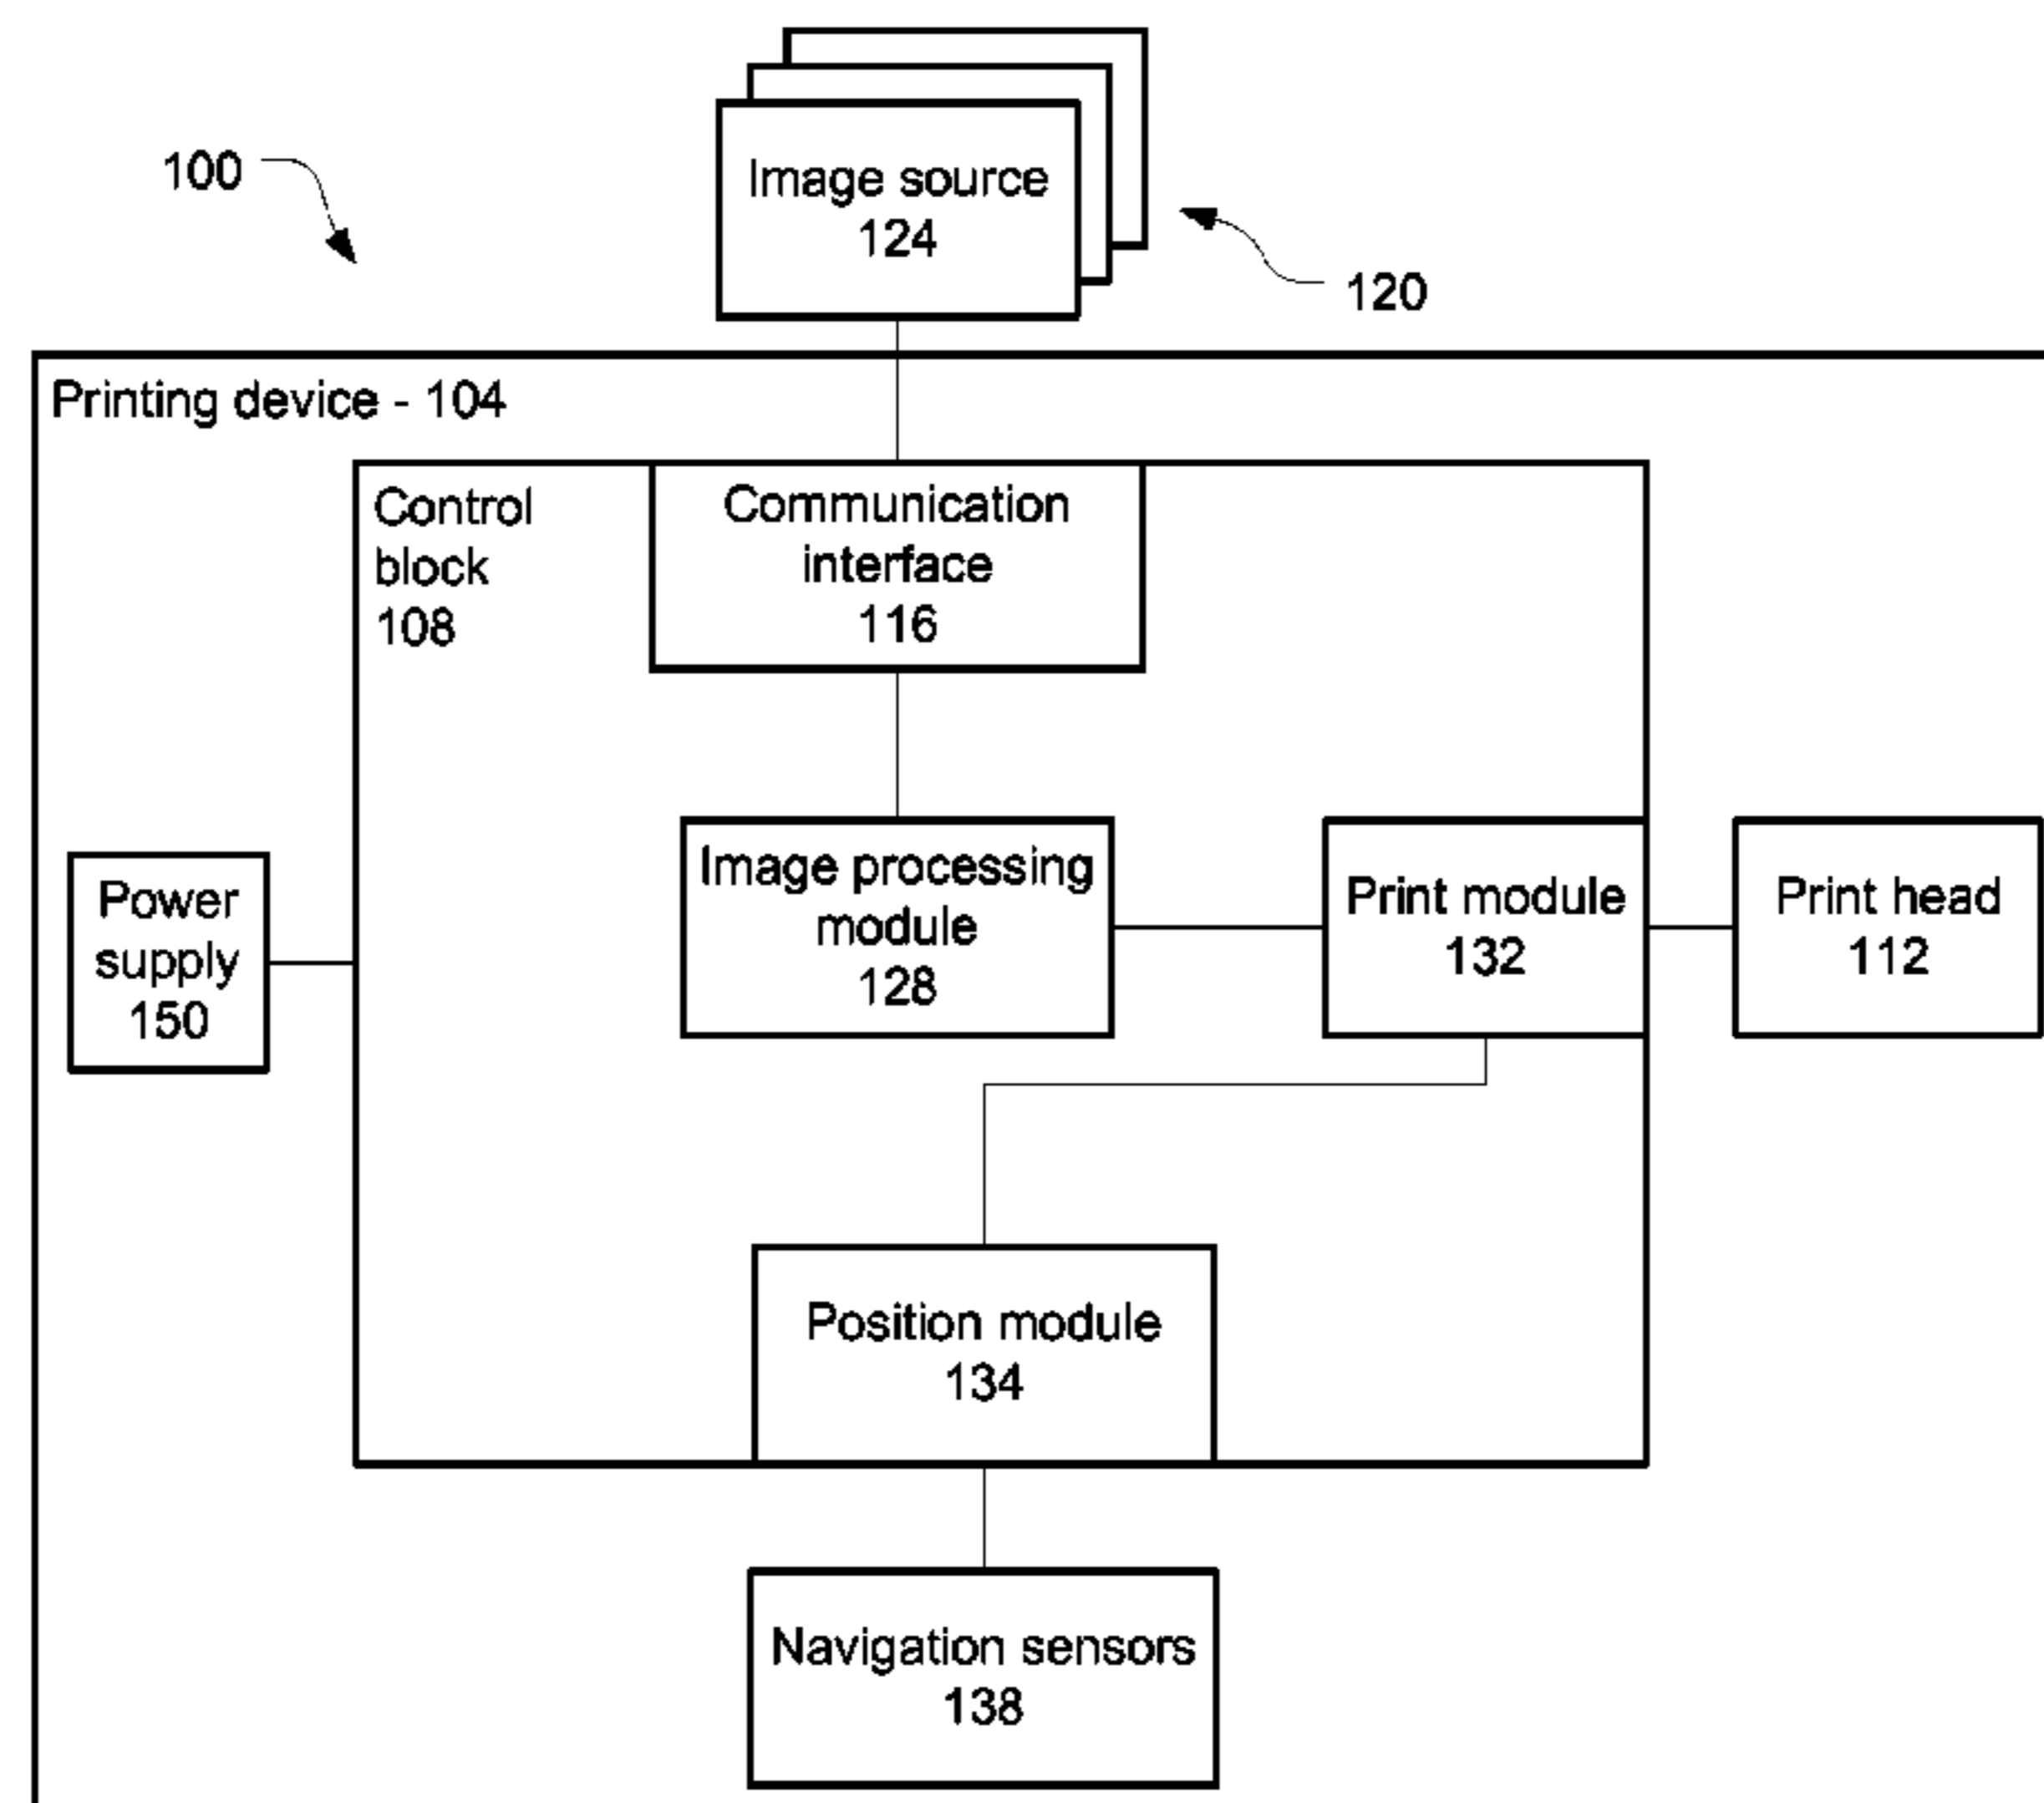 100
Image source
124
120
Printing device - 104
Control
block
108
Communication
interface
116
Power
supply
150
Image processing
module
128
Print module
132
Print head
112
Position module
134
Navigation sensors
138